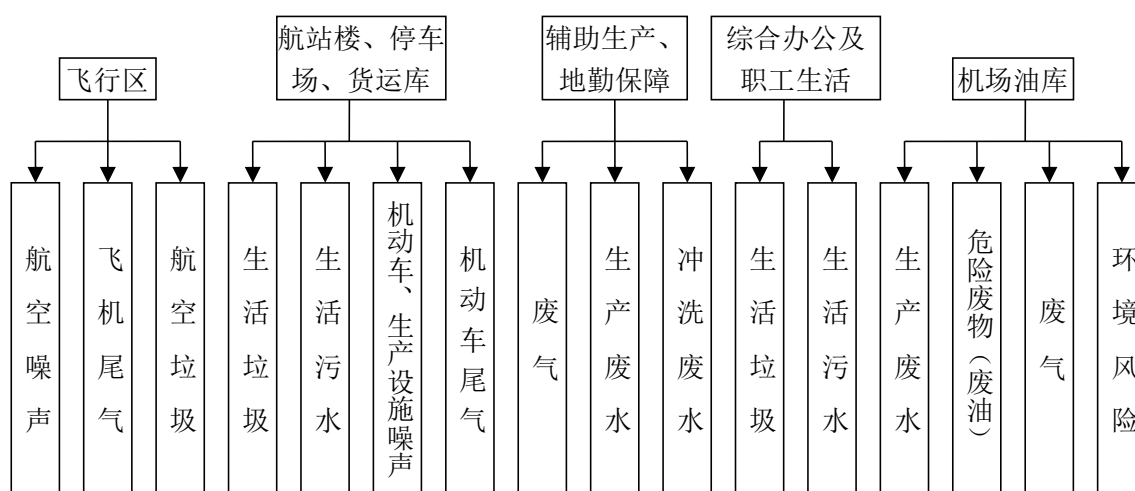 飞行区
航站楼、停车
场、货运库
辅助生产、
地勤保障
综合办公及
职工生活
机场油库
航空噪声
飞机尾气
航空垃圾
生活垃圾
生活污水
机动车、生产设施噪声
机动车尾气
废气
生产废水
冲洗废水
生活垃圾
生活污水
生产废水
危险废物（废油）
废气
环境风险